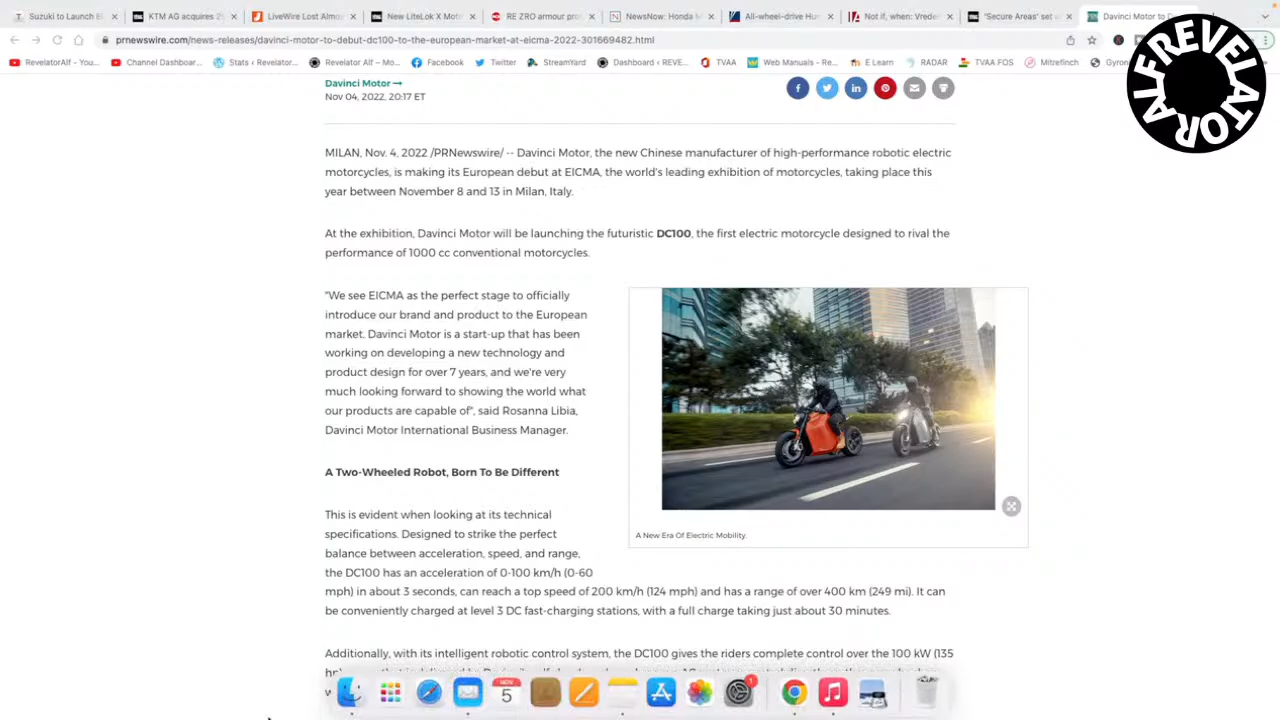 Suzuki to Launch E
KTM AG acquires 2
LiveWire Lost Almo
New LiteLok X Moto
RE ZRO armour pro
NewsNow: Honda M
All-wheel-drive Hu
Not if, when: Vrede
'Secure Areas' set u
Davinci Motor to D
prnewswire.com/news-releases/davinci-motor-to-debut-dc100-to-the-european-market-at-eicma-2022-301669482.html
RevelatorAlf - You...
Channel Dashboar...
Stats ‹ Revelator...
Revelator Alf – Mo...
Facebook
Twitter
StreamYard
Dashboard ‹ REVE...
TVAA
Web Manuals - Re...
E Learn
RADAR
TVAA FOS
Mitrefinch
Gyron
ALFREVELATOR
Davinci Motor →
Nov 04, 2022, 20:17 ET
MILAN, Nov. 4, 2022 /PRNewswire/ -- Davinci Motor, the new Chinese manufacturer of high-performance robotic electric
motorcycles, is making its European debut at EICMA, the world's leading exhibition of motorcycles, taking place this
year between November 8 and 13 in Milan, Italy.
At the exhibition, Davinci Motor will be launching the futuristic DC100, the first electric motorcycle designed to rival the
performance of 1000 cc conventional motorcycles.
"We see EICMA as the perfect stage to officially
introduce our brand and product to the European
market. Davinci Motor is a start-up that has been
working on developing a new technology and
product design for over 7 years, and we're very
much looking forward to showing the world what
our products are capable of", said Rosanna Libia,
Davinci Motor International Business Manager.
A New Era Of Electric Mobility.
A Two-Wheeled Robot, Born To Be Different
This is evident when looking at its technical
specifications. Designed to strike the perfect
balance between acceleration, speed, and range,
the DC100 has an acceleration of 0-100 km/h (0-60
mph) in about 3 seconds, can reach a top speed of 200 km/h (124 mph) and has a range of over 400 km (249 mi). It can
be conveniently charged at level 3 DC fast-charging stations, with a full charge taking just about 30 minutes.
Additionally, with its intelligent robotic control system, the DC100 gives the riders complete control over the 100 kW (135
NOV
5
1